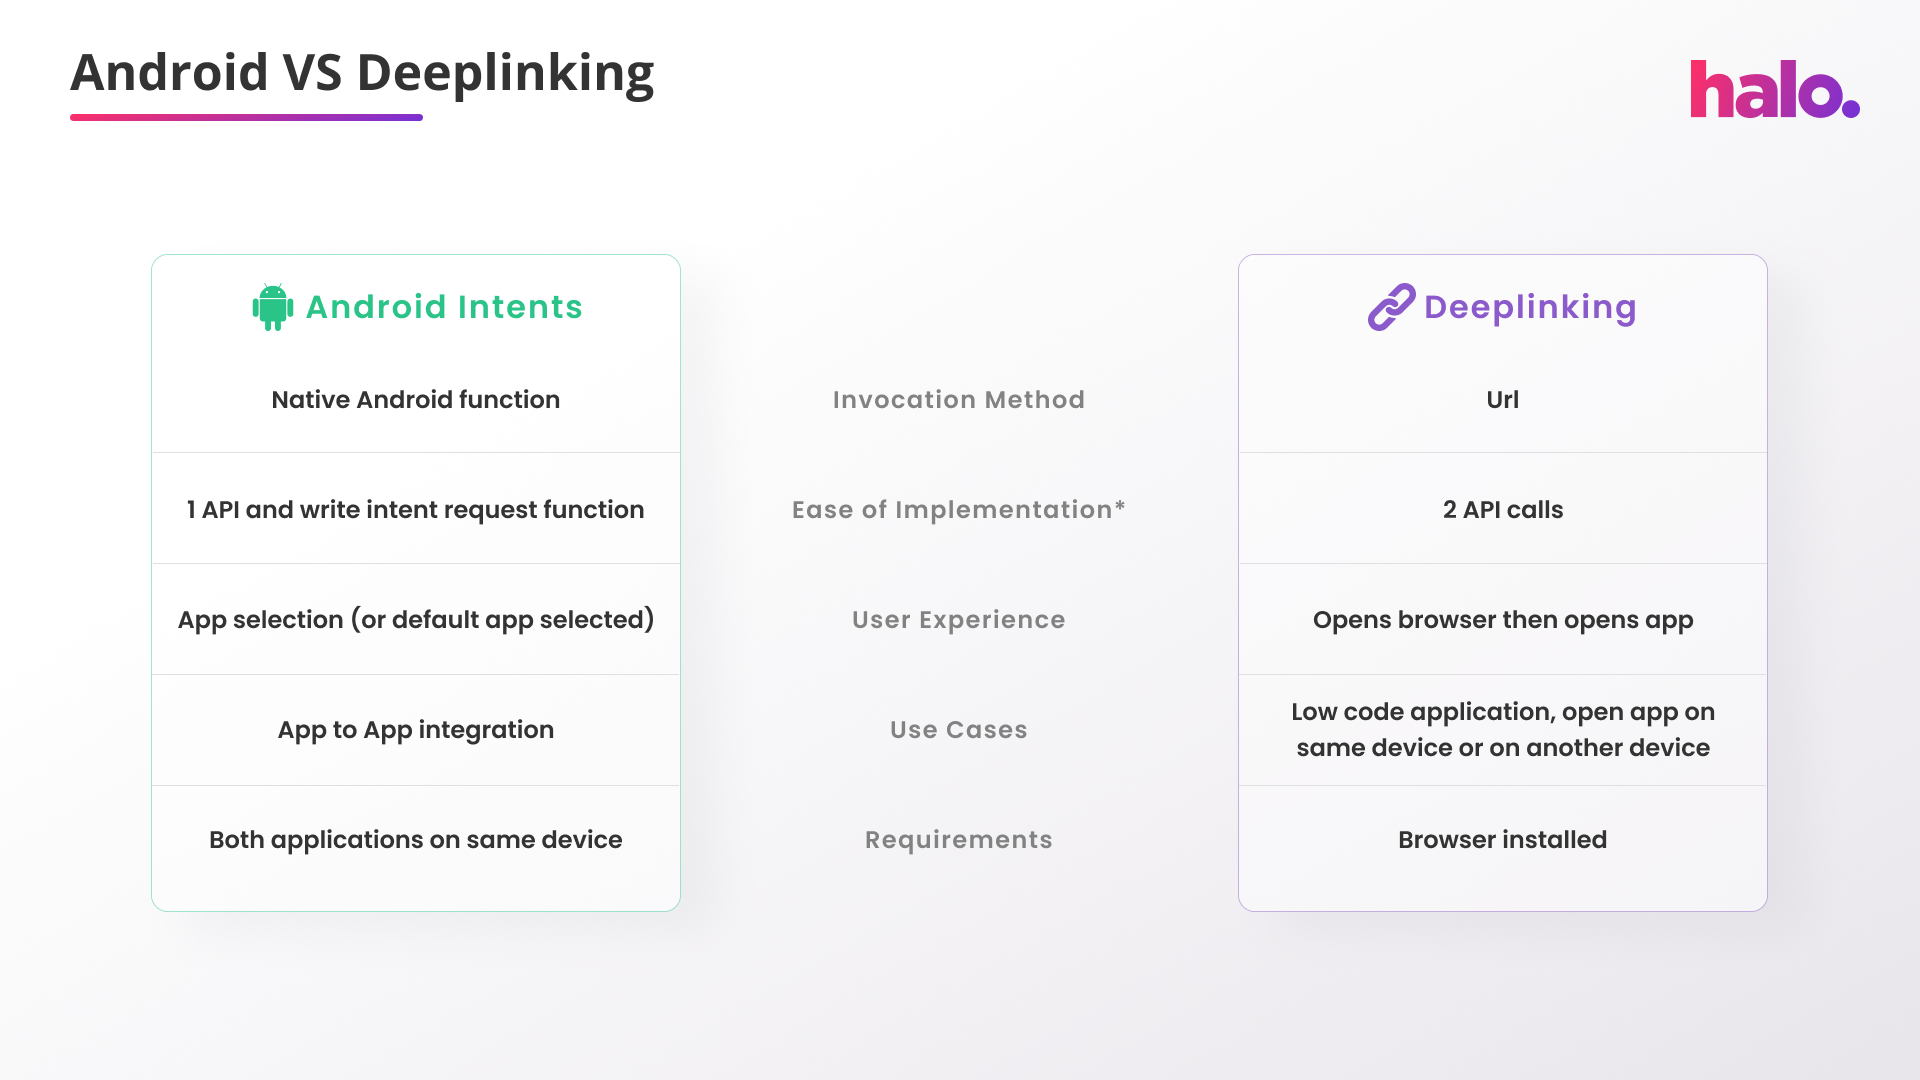 Android VS Deeplinking
halo.
Android Intents
Deeplinking
Native Android function
Invocation Method
Url
1 API and write intent request function
Ease of Implementation*
2 API calls
App selection (or default app selected)
User Experience
Opens browser then opens app
App to App integration
Use Cases
Low code application, open app on
same device or on another device
Both applications on same device
Requirements
Browser installed